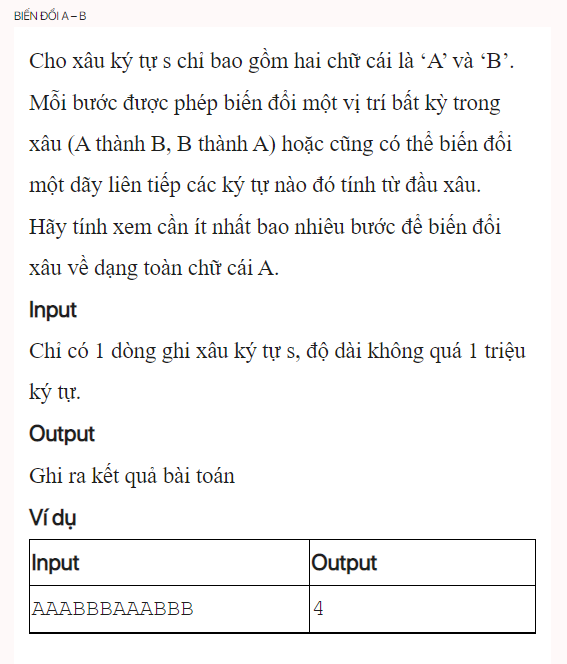 BIẾN ĐỔI A – B
Cho xâu ký tự s chỉ bao gồm hai chữ cái là ‘A’ và ‘B’.
Mỗi bước được phép biến đổi một vị trí bất kỳ trong
xâu (A thành B, B thành A) hoặc cũng có thể biến đổi
một dãy liên tiếp các ký tự nào đó tính từ đầu xâu.
Hãy tính xem cần ít nhất bao nhiêu bước để biến đổi
xâu về dạng toàn chữ cái A.
Input
Chỉ có 1 dòng ghi xâu ký tự s, độ dài không quá 1 triệu
ký tự.
Output
Ghi ra kết quả bài toán
Ví dụ
Input Output
AAABBBAAABBB 4